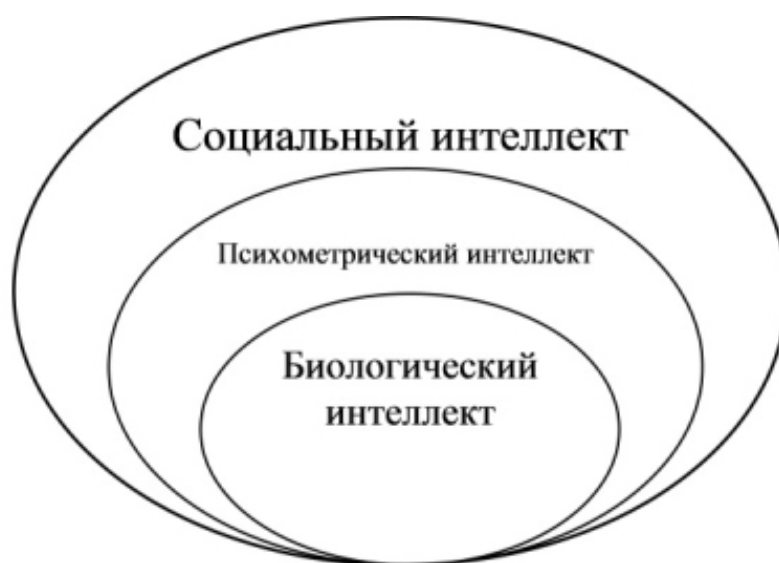 Социальный интеллект
Психометрический интеллект
Биологический
интеллект